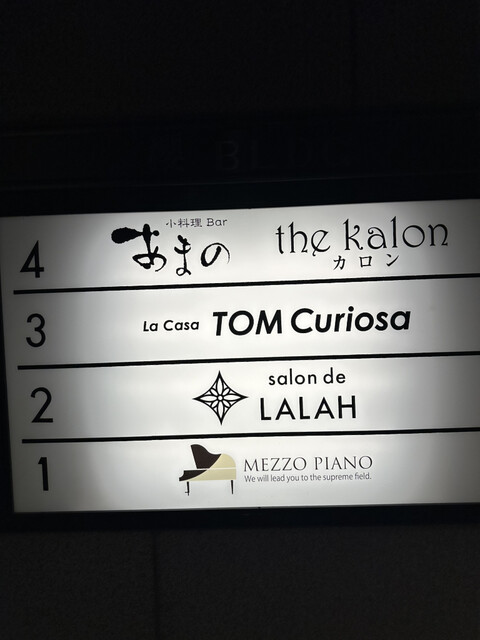 4
小料理 Bar
あまの
the kalon
カロン
3
La Casa TOM Curiosa
2
salon de
LALAH
1
MEZZO PIANO
We will lead you to the supreme field.